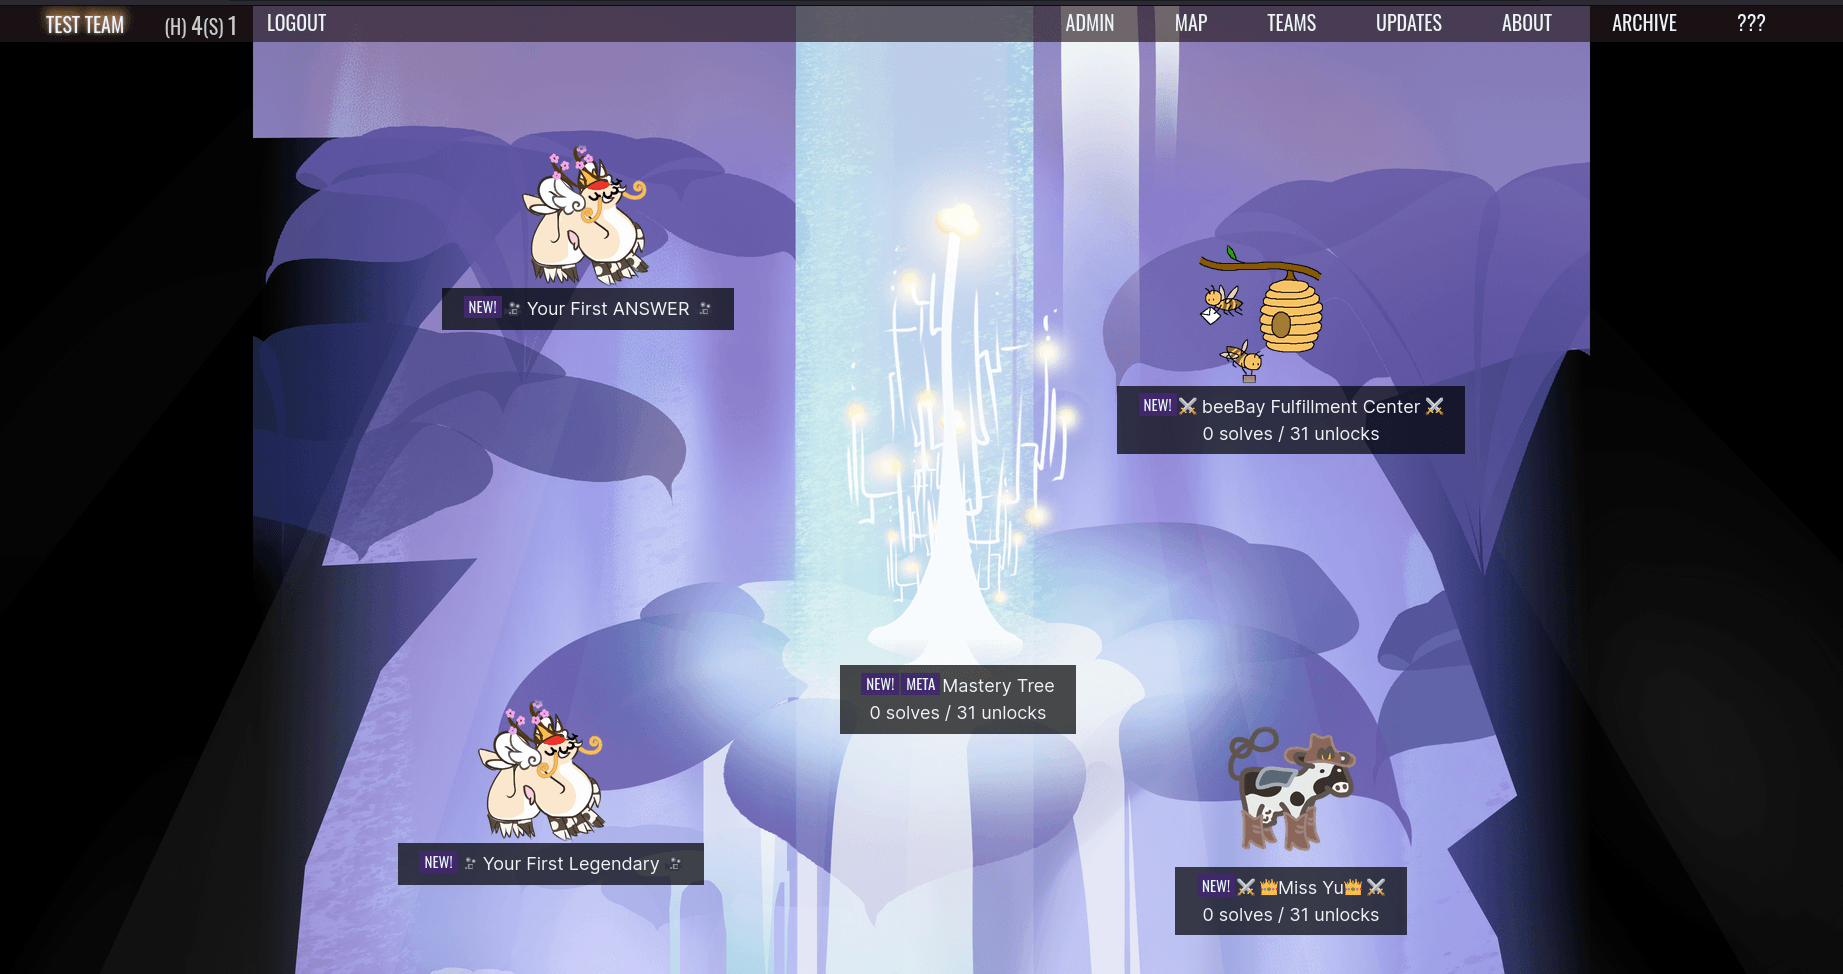 TEST TEAM (H) 4(S) 1 LOGOUT ADMIN MAP TEAMS UPDATES ABOUT ARCHIVE ???
NEW! Your First ANSWER
NEW! ⚔️ beeBay Fulfillment Center ⚔️
0 solves / 31 unlocks
NEW! META Mastery Tree
0 solves / 31 unlocks
NEW! Your First Legendary
NEW! ⚔️ 👑Miss Yu👑 ⚔️
0 solves / 31 unlocks